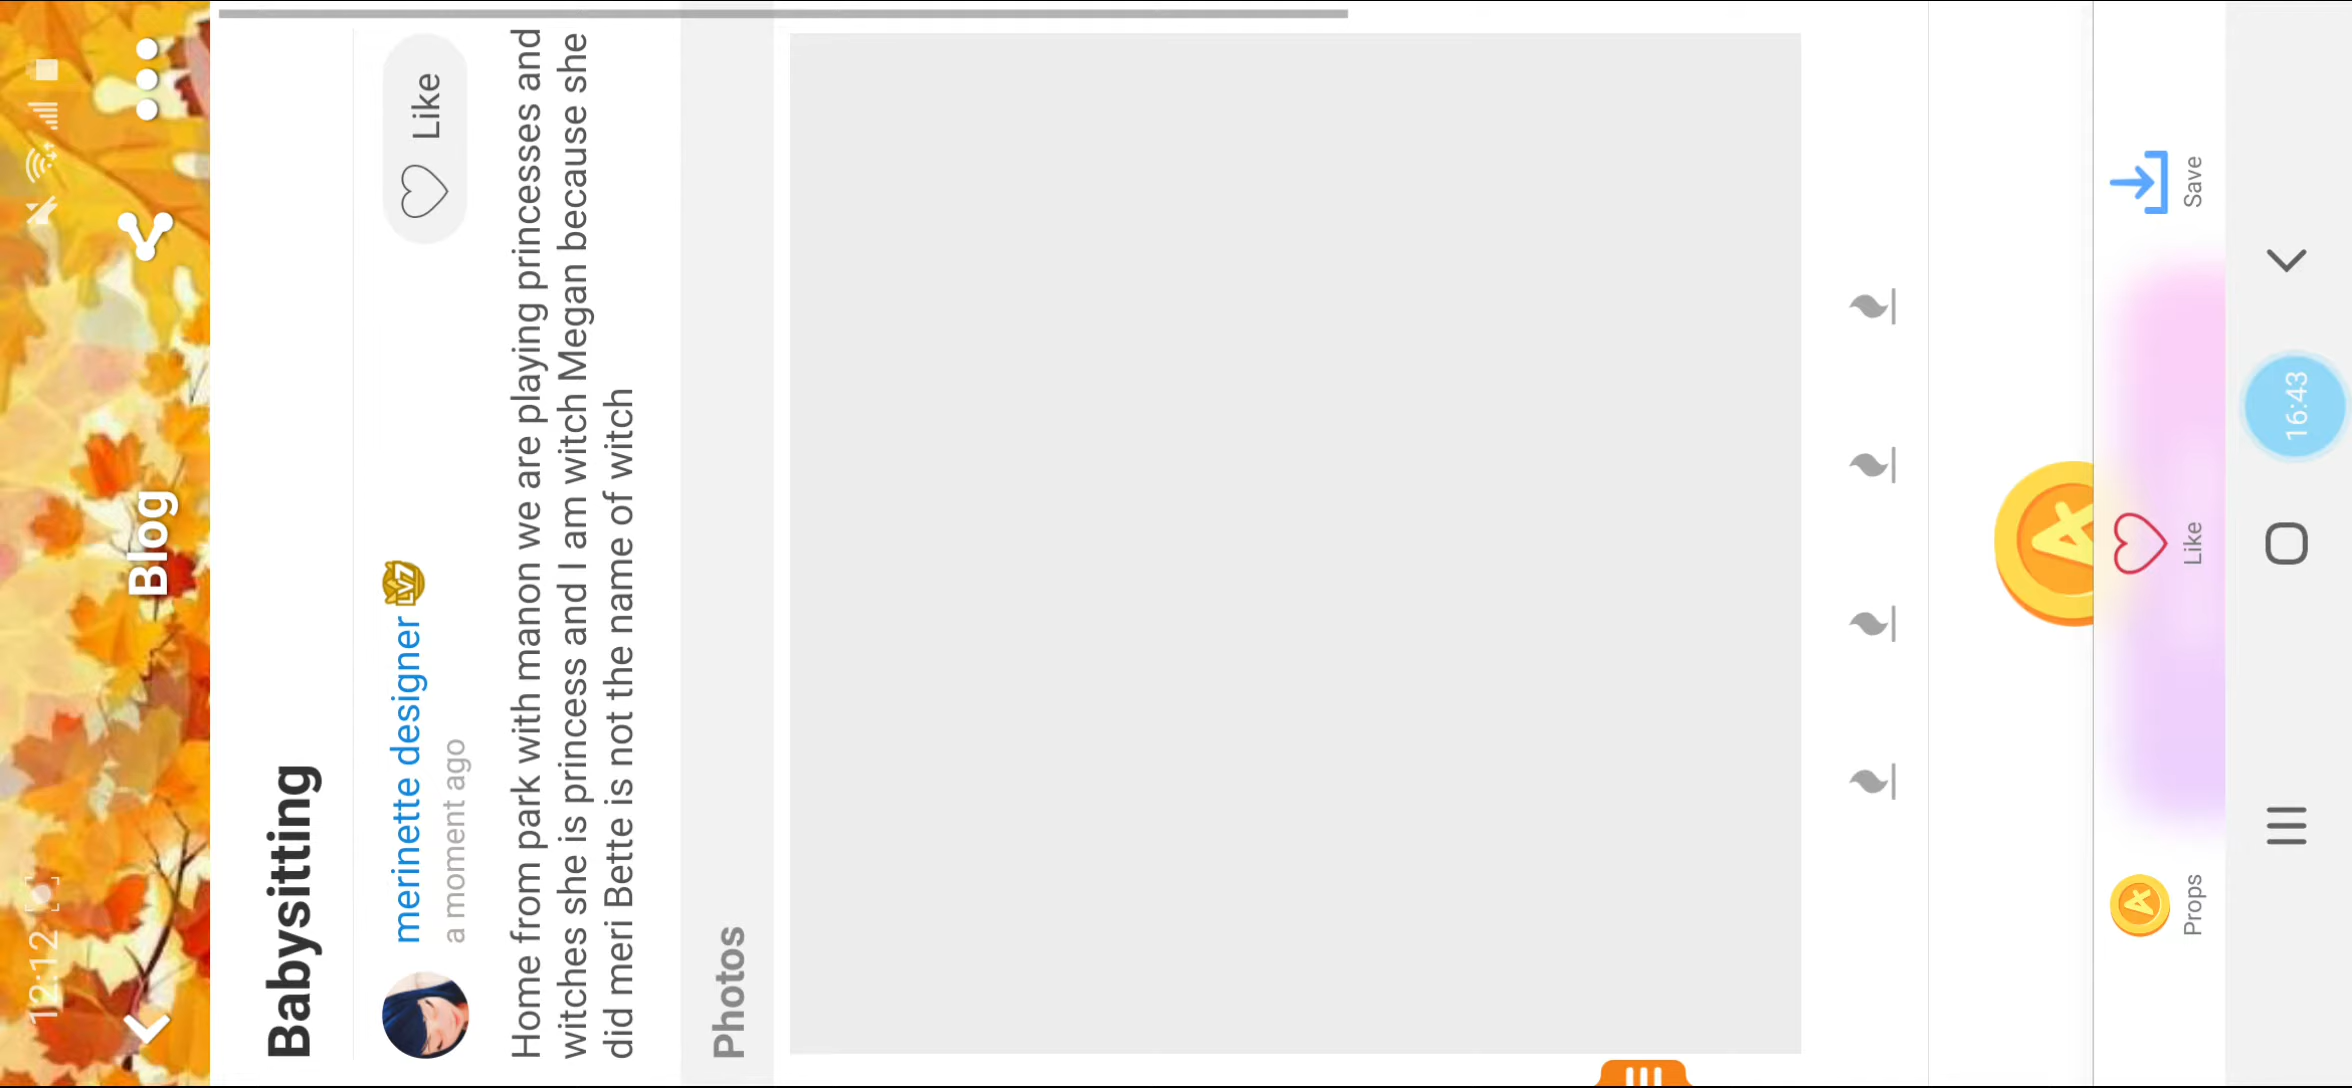 12:12
Blog
Babysitting
merinette designer LV7
a moment ago
Like
Home from park with manon we are playing princesses and
witches she is princess and I am witch Megan because she
did meri Bette is not the name of witch
Photos
Props
Like
Save
16:43